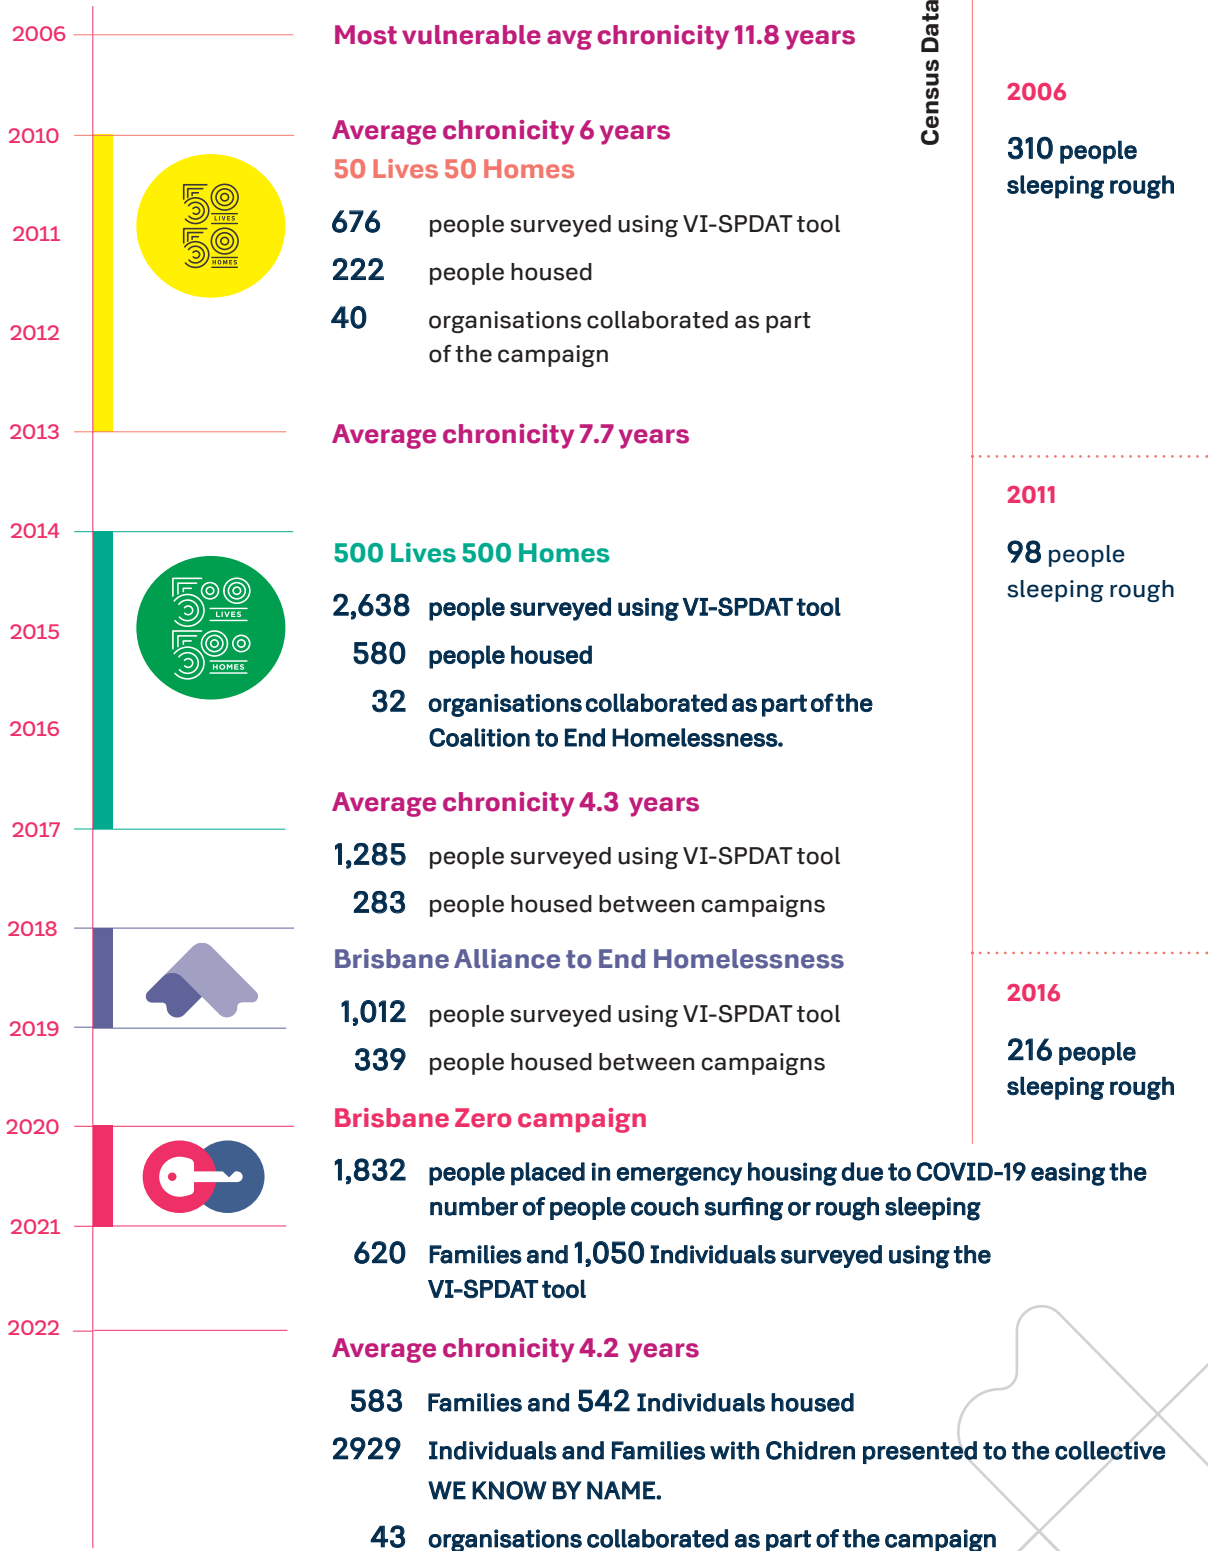 2006
Most vulnerable avg chronicity 11.8 years
2010
Average chronicity 6 years
50 Lives 50 Homes
50
LIVES
50
HOMES
676 people surveyed using VI-SPDAT tool
2011
222 people housed
2012
40 organisations collaborated as part
of the campaign
2013
Average chronicity 7.7 years
2014
500 Lives 500 Homes
500
LIVES
500
HOMES
2,638 people surveyed using VI-SPDAT tool
2015
580 people housed
2016
32 organisations collaborated as part of the
Coalition to End Homelessness.
Average chronicity 4.3 years
2017
1,285 people surveyed using VI-SPDAT tool
283 people housed between campaigns
2018
Brisbane Alliance to End Homelessness
1,012 people surveyed using VI-SPDAT tool
2019
339 people housed between campaigns
2020
Brisbane Zero campaign
1,832 people placed in emergency housing due to COVID-19 easing the
number of people couch surfing or rough sleeping
2021
620 Families and 1,050 Individuals surveyed using the
VI-SPDAT tool
2022
Average chronicity 4.2 years
583 Families and 542 Individuals housed
2929 Individuals and Families with Chidren presented to the collective
WE KNOW BY NAME.
43 organisations collaborated as part of the campaign
Census Data
2006
310 people
sleeping rough
2011
98 people
sleeping rough
2016
216 people
sleeping rough